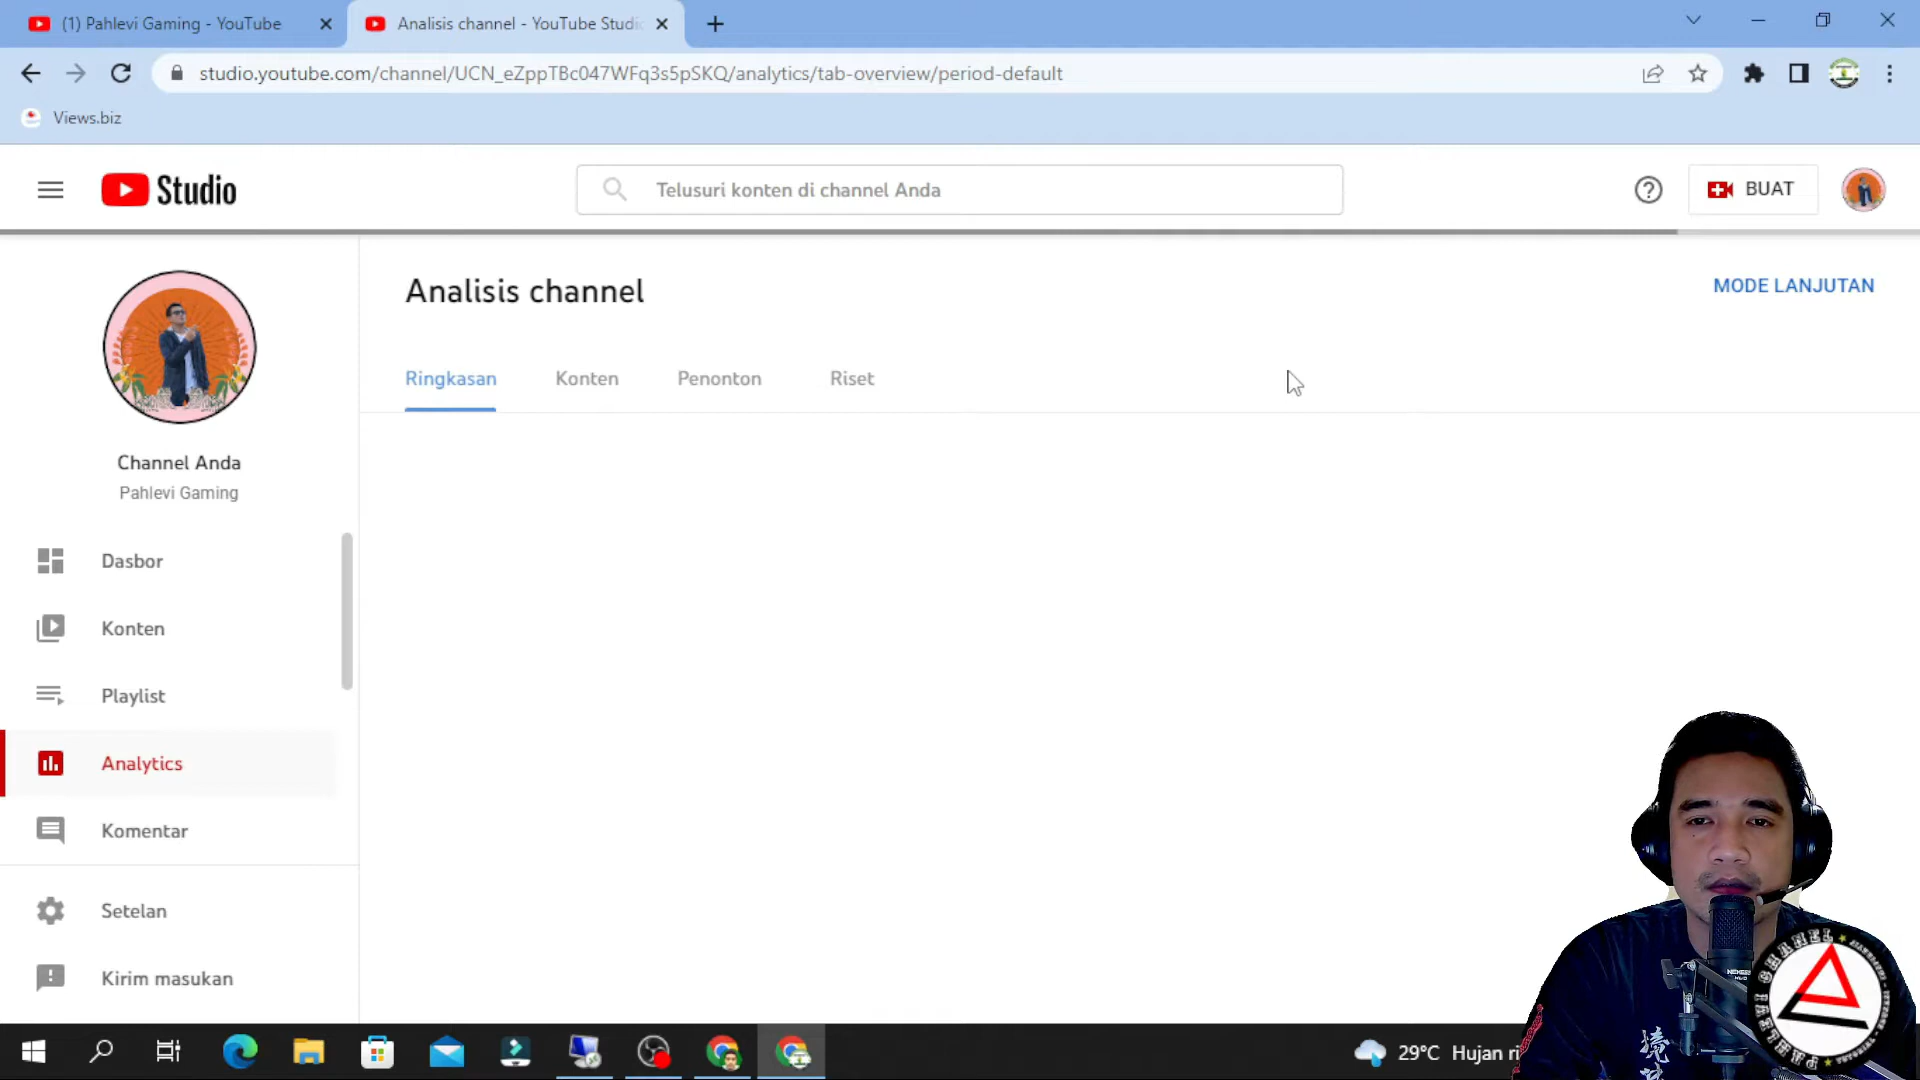 (1) Pahlevi Gaming - YouTube
Analisis channel - YouTube Studi
studio.youtube.com/channel/UCN_eZppTBc047WFq3s5pSKQ/analytics/tab-overview/period-default
Views.biz
Studio
Telusuri konten di channel Anda
BUAT
Analisis channel
MODE LANJUTAN
Ringkasan
Konten
Penonton
Riset
Channel Anda
Pahlevi Gaming
Dasbor
Konten
Playlist
Analytics
Komentar
Setelan
Kirim masukan
29°C Hujan ri
PAHLEVI CHANNEL